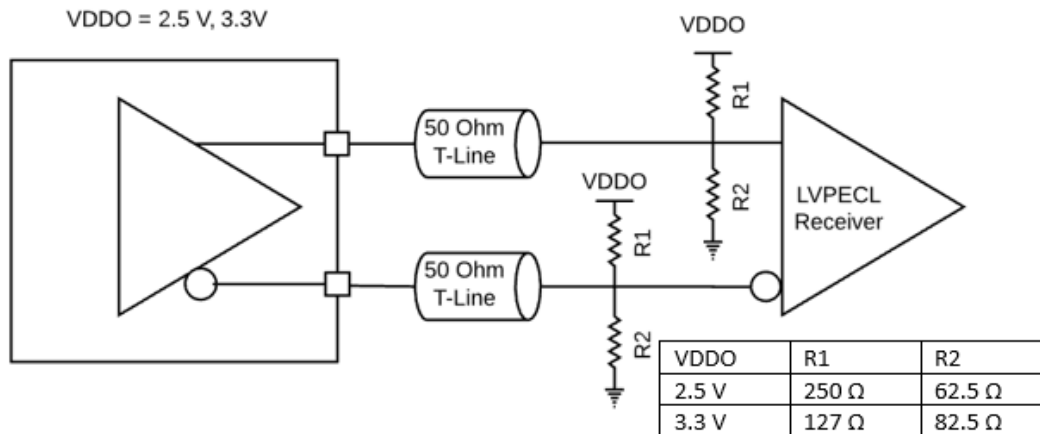 VDDO = 2.5 V, 3.3V
VDDO
R1
50 Ohm
T-Line
R2
VDDO
LVPECL
Receiver
R1
50 Ohm
T-Line
R2
VDDO R1 R2
2.5 V 250 Ω 62.5 Ω
3.3 V 127 Ω 82.5 Ω